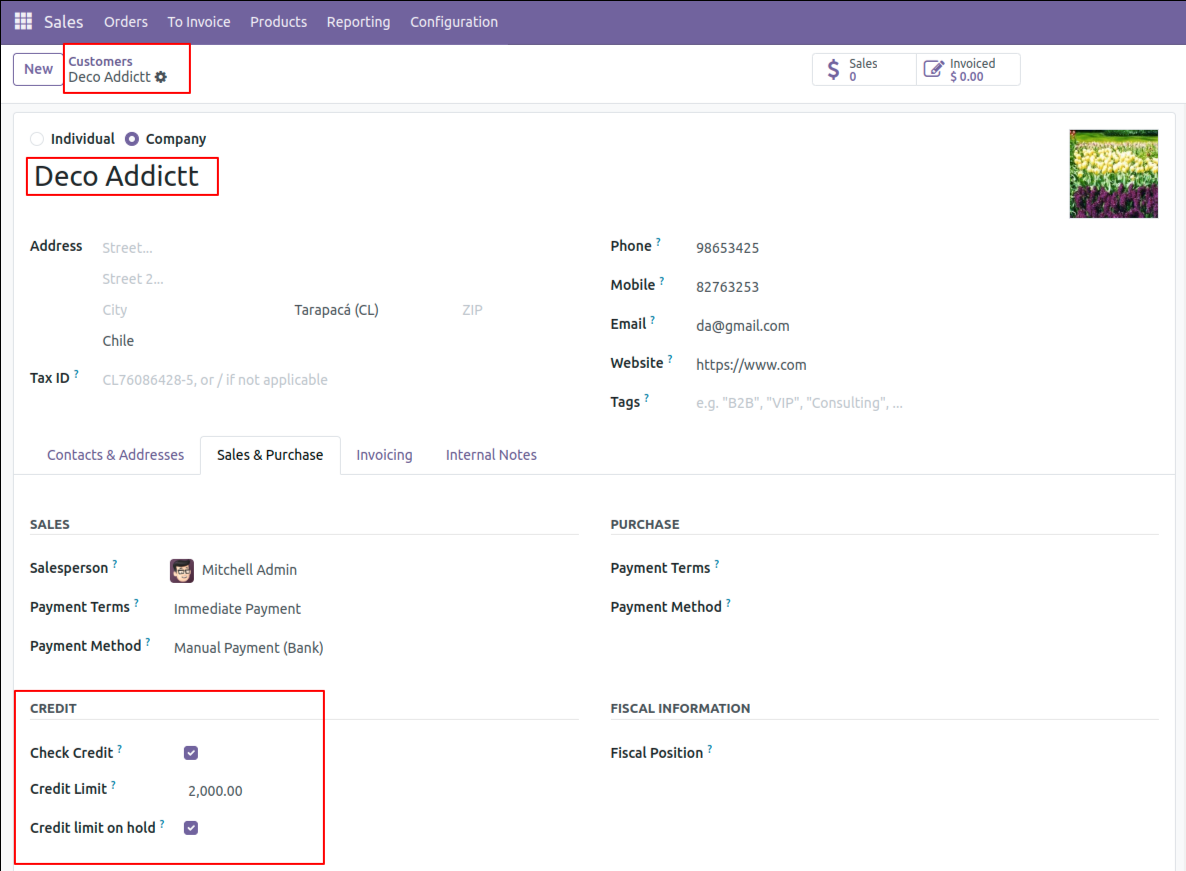 Sales Orders To Invoice Products Reporting Configuration
New
Customers
Deco Addictt
Sales
0
Invoiced
$ 0.00
Individual Company
Deco Addictt
Address Street...
Street 2...
City Tarapacá (CL) ZIP
Chile
Tax ID ? CL76086428-5, or / if not applicable
Phone ? 98653425
Mobile ? 82763253
Email ? da@gmail.com
Website ? https://www.com
Tags ? e.g. "B2B", "VIP", "Consulting", ...
Contacts & Addresses Sales & Purchase Invoicing Internal Notes
SALES
Salesperson ? Mitchell Admin
Payment Terms ? Immediate Payment
Payment Method ? Manual Payment (Bank)
PURCHASE
Payment Terms ?
Payment Method ?
CREDIT
Check Credit ?
Credit Limit ? 2,000.00
Credit limit on hold ?
FISCAL INFORMATION
Fiscal Position ?